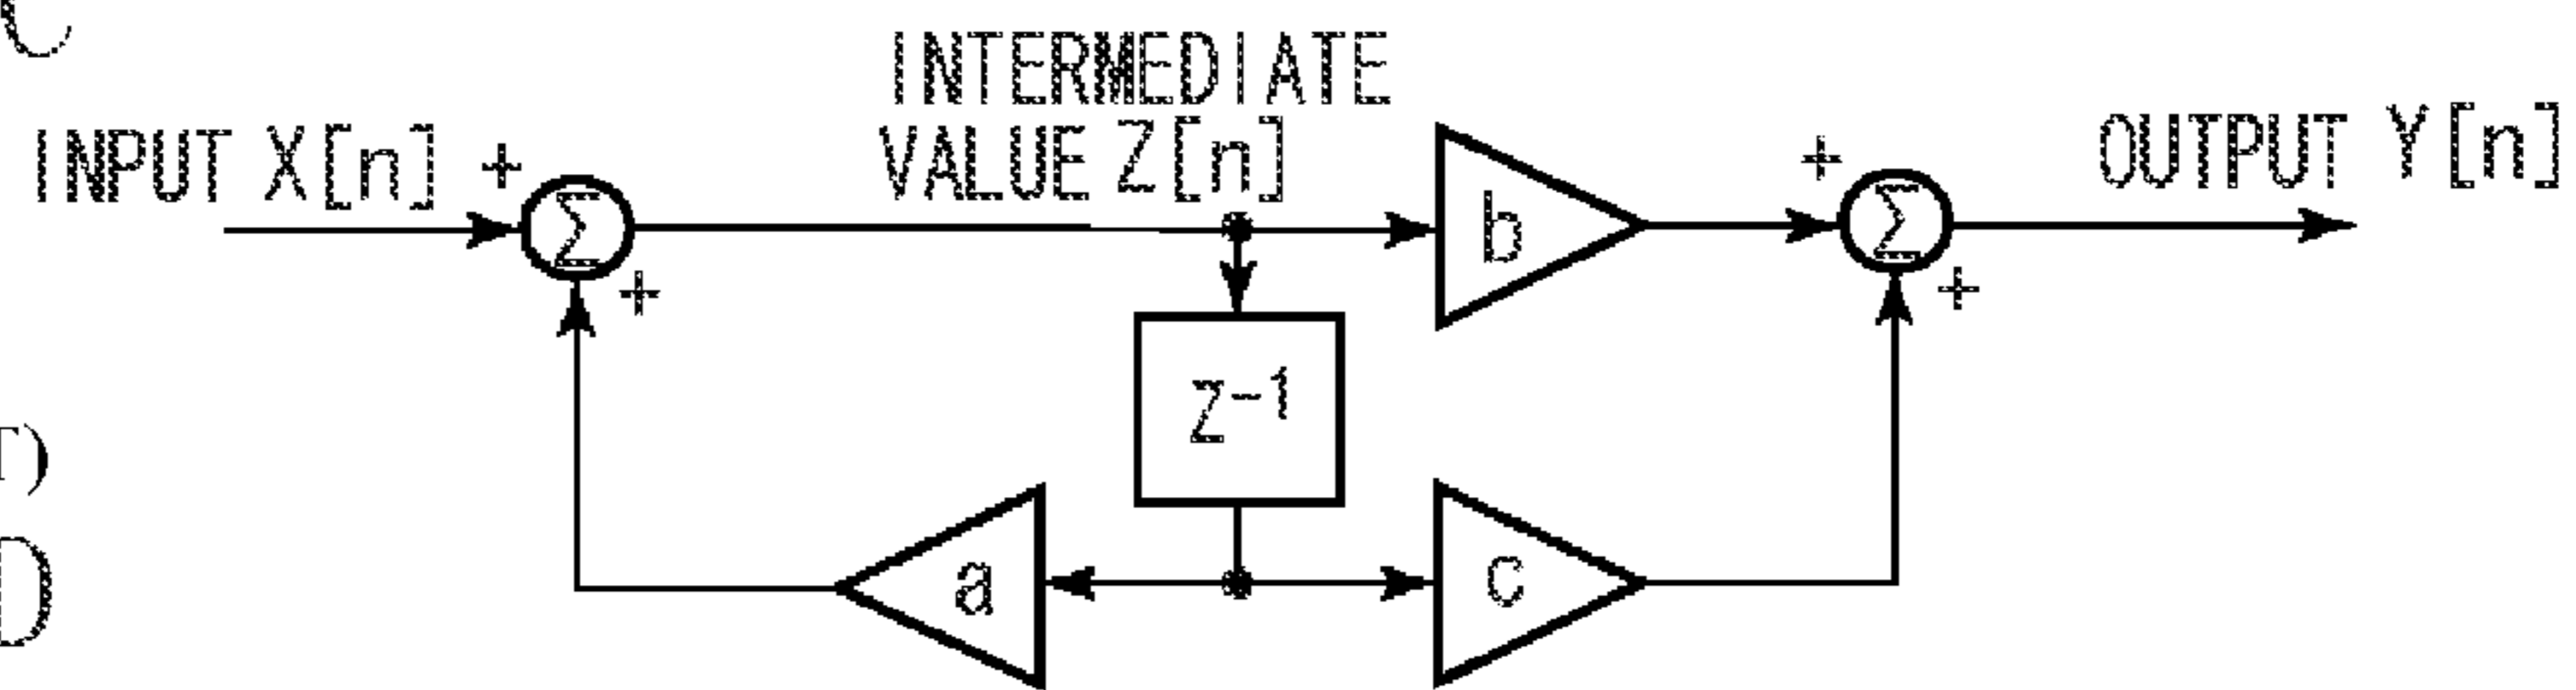 C
INTERMEDIATE
INPUT X[n] +
VALUE Z[n]
b
+
OUTPUT Y[n]
Σ
Σ
+
+
z⁻¹
r)
D
a
c